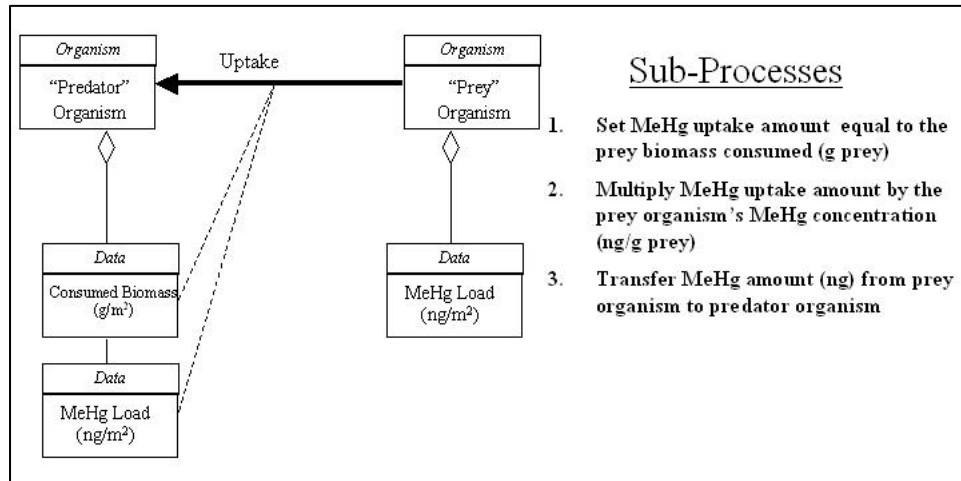 Organism
"Predator"
Organism
Uptake
Organism
"Prey"
Organism
Data
Consumed Biomass
(g/m²)
Data
MeHg Load
(ng/m²)
Data
MeHg Load
(ng/m²)
Sub-Processes
1. Set MeHg uptake amount equal to the
prey biomass consumed (g prey)
2. Multiply MeHg uptake amount by the
prey organism's MeHg concentration
(ng/g prey)
3. Transfer MeHg amount (ng) from prey
organism to predator organism